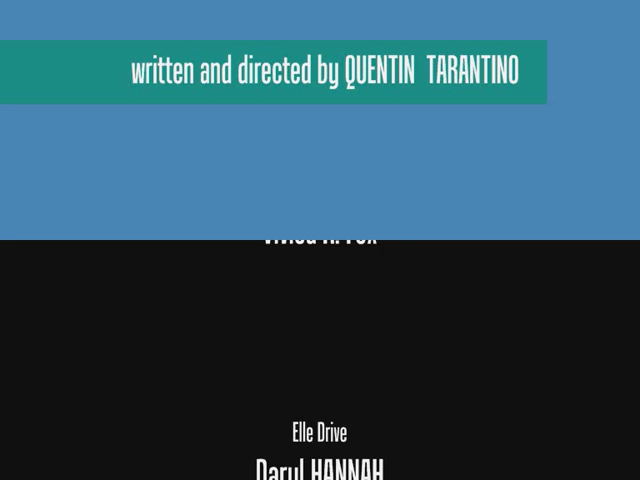 written and directed by QUENTIN TARANTINO
Elle Drive
Daryl HANNAH